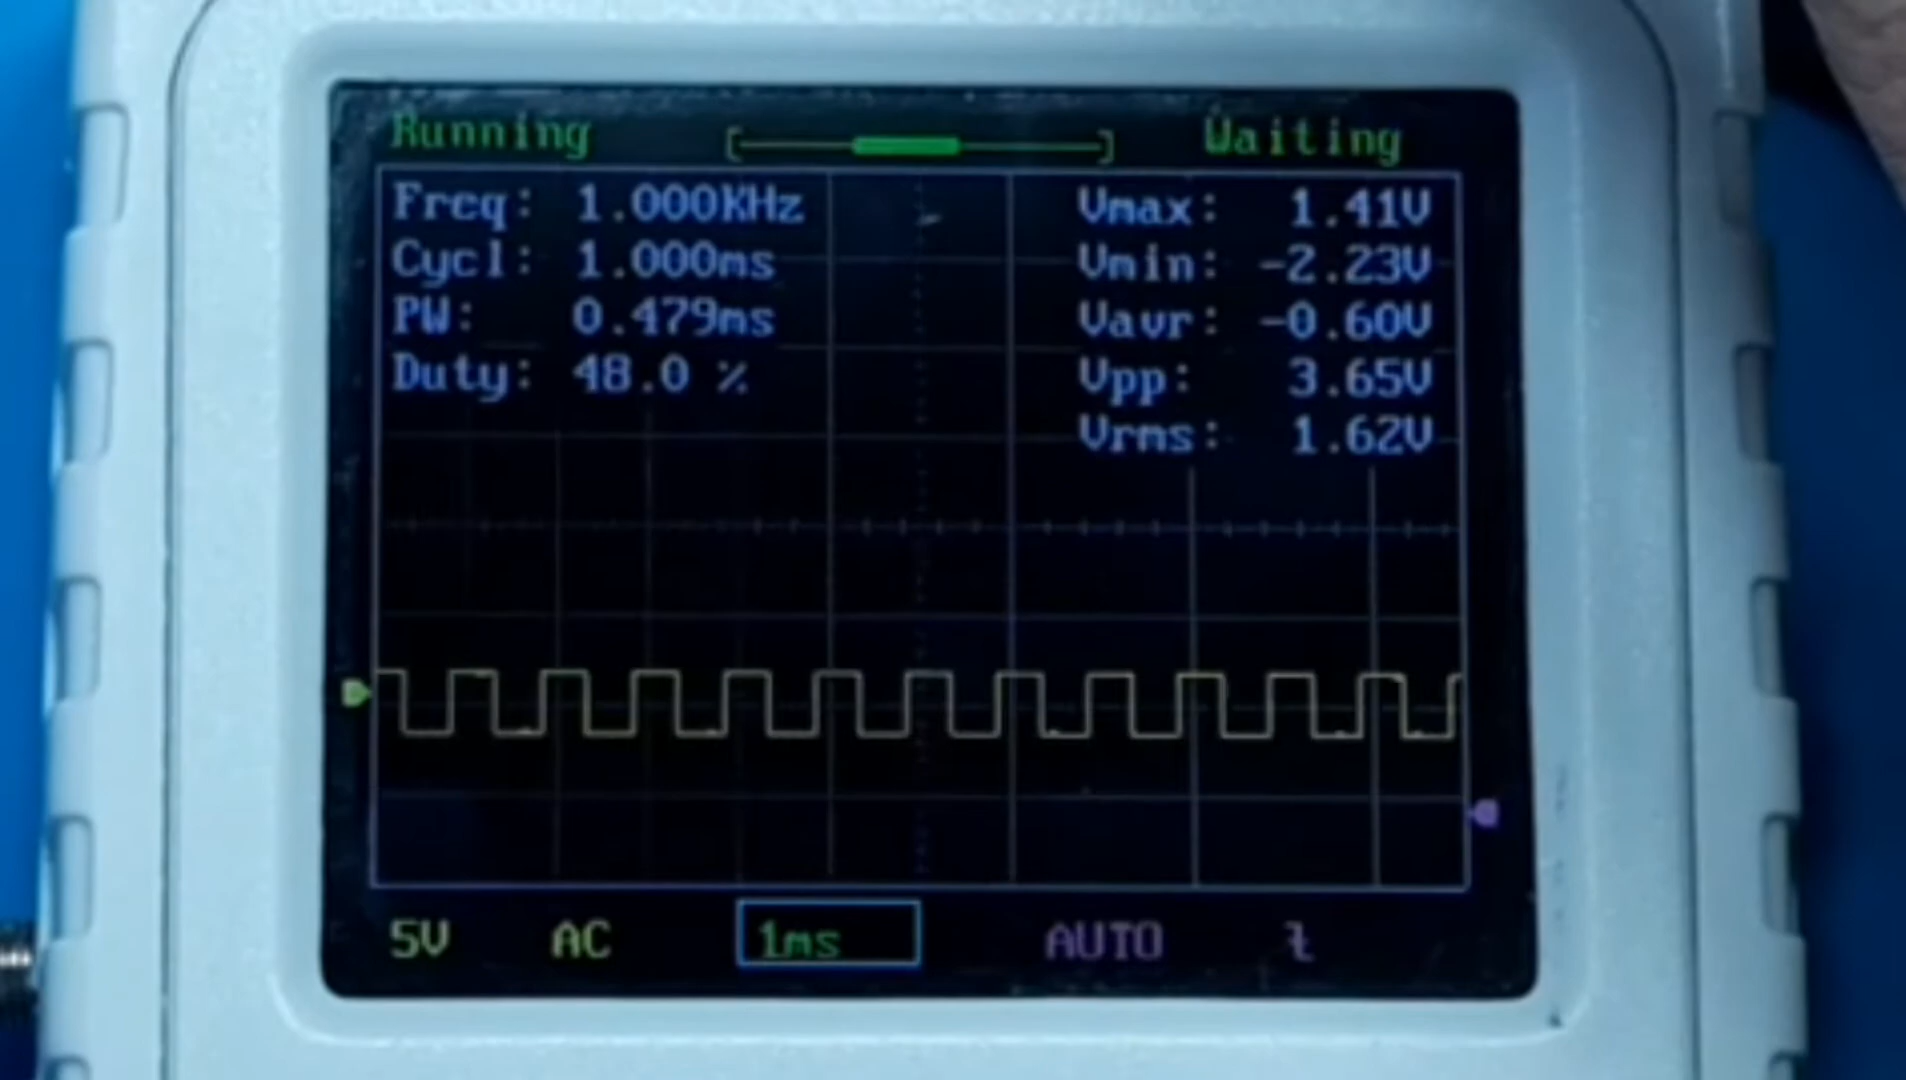 Running Waiting
Freq: 1.000KHz Vmax: 1.41V
Cycl: 1.000ms Vmin: -2.23V
PW: 0.479ms Vavr: -0.60V
Duty: 48.0 % Vpp: 3.65V
Vrms: 1.62V
5V AC 1ms AUTO